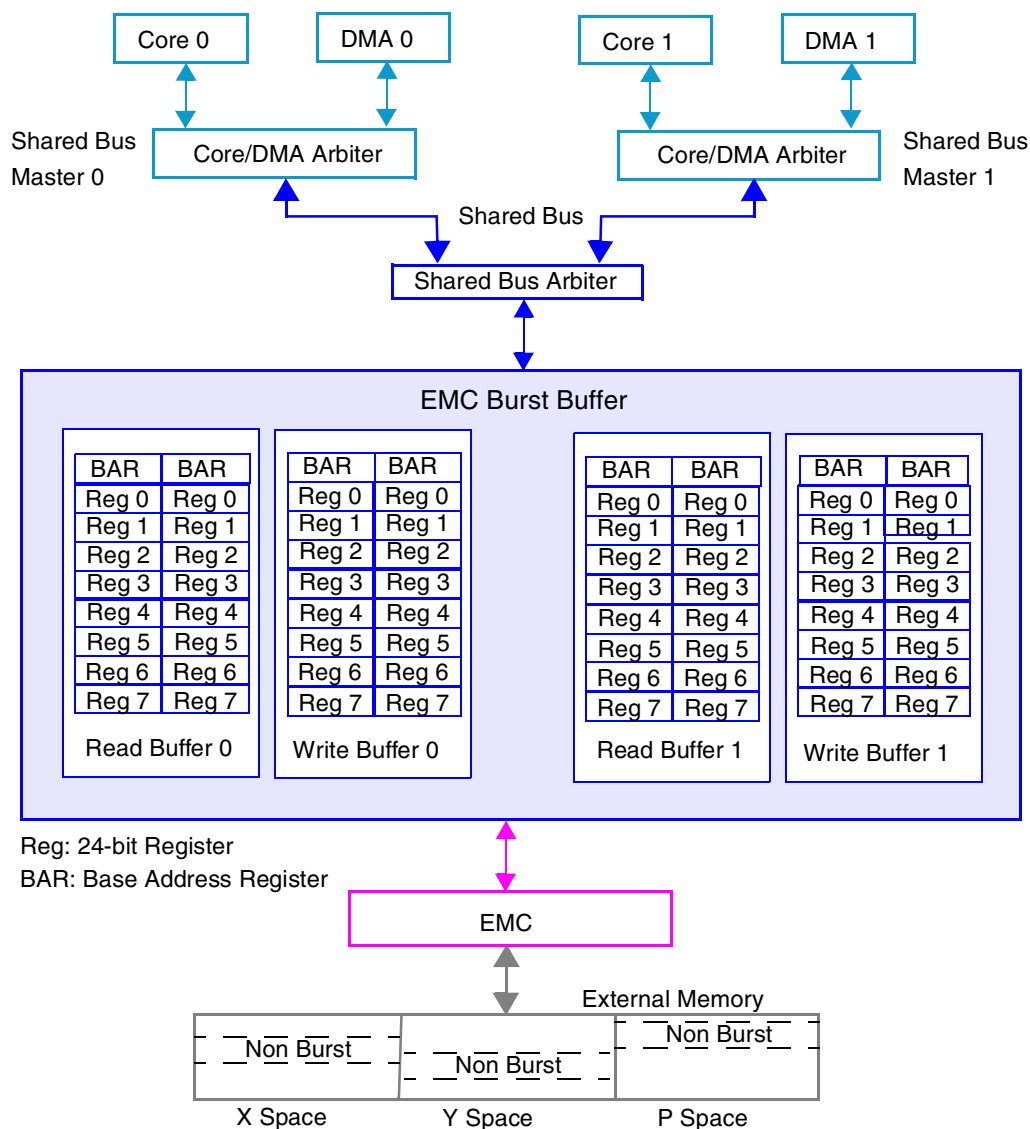 Core 0
DMA 0
Core 1
DMA 1
Shared Bus
Master 0
Core/DMA Arbiter
Core/DMA Arbiter
Shared Bus
Master 1
Shared Bus
Shared Bus Arbiter
EMC Burst Buffer
BAR BAR
Reg 0 Reg 0
Reg 1 Reg 1
Reg 2 Reg 2
Reg 3 Reg 3
Reg 4 Reg 4
Reg 5 Reg 5
Reg 6 Reg 6
Reg 7 Reg 7
Read Buffer 0
BAR BAR
Reg 0 Reg 0
Reg 1 Reg 1
Reg 2 Reg 2
Reg 3 Reg 3
Reg 4 Reg 4
Reg 5 Reg 5
Reg 6 Reg 6
Reg 7 Reg 7
Write Buffer 0
BAR BAR
Reg 0 Reg 0
Reg 1 Reg 1
Reg 2 Reg 2
Reg 3 Reg 3
Reg 4 Reg 4
Reg 5 Reg 5
Reg 6 Reg 6
Reg 7 Reg 7
Read Buffer 1
BAR BAR
Reg 0 Reg 0
Reg 1 Reg 1
Reg 2 Reg 2
Reg 3 Reg 3
Reg 4 Reg 4
Reg 5 Reg 5
Reg 6 Reg 6
Reg 7 Reg 7
Write Buffer 1
Reg: 24-bit Register
BAR: Base Address Register
EMC
External Memory
Non Burst
Non Burst
Non Burst
X Space
Y Space
P Space